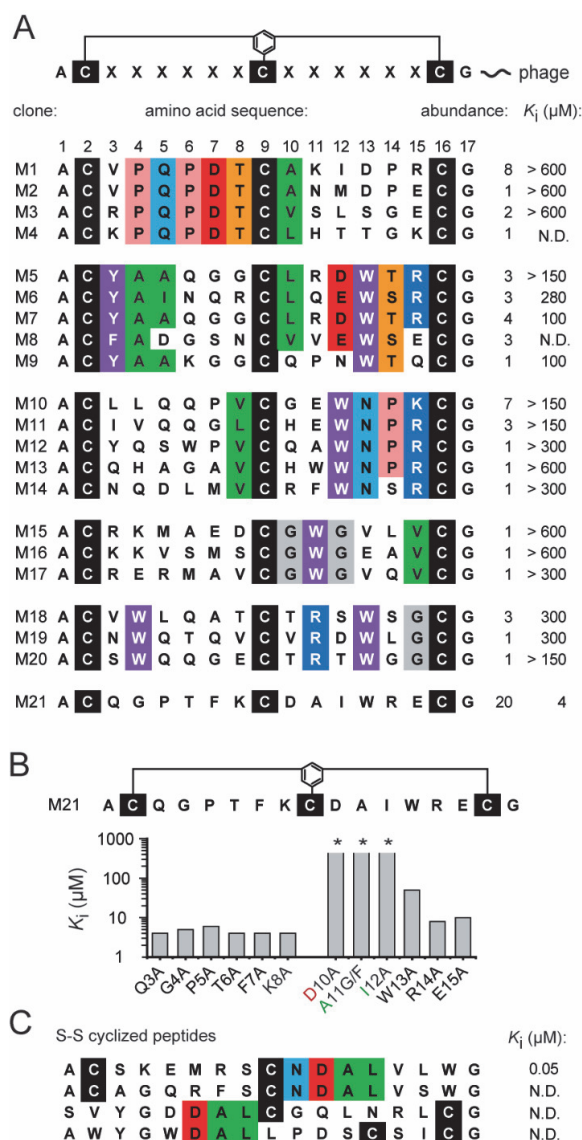 A
A C X X X X X X C X X X X X X C G phage
clone: amino acid sequence: abundance: Ki (µM):
1 2 3 4 5 6 7 8 9 10 11 12 13 14 15 16 17
M1 A C V P Q P D T C A K I D P R C G 8 > 600
M2 A C V P Q P D T C A N M D P E C G 1 > 600
M3 A C R P Q P D T C V S L S G E C G 2 > 600
M4 A C K P Q P D T C L H T T G K C G 1 N.D.
M5 A C Y A A Q G G C L R D W T R C G 3 > 150
M6 A C Y A I N Q R C L Q E W S R C G 3 280
M7 A C Y A A Q G G C L R D W T R C G 4 100
M8 A C F A D G S N C V V E W S E C G 3 N.D.
M9 A C Y A A K G G C Q P N W T Q C G 1 100
M10 A C L L Q Q P V C G E W N P K C G 7 > 150
M11 A C I V Q Q G L C H E W N P R C G 3 > 150
M12 A C Y Q S W P V C Q A W N P R C G 1 > 300
M13 A C Q H A G A V C H W W N P R C G 1 > 600
M14 A C N Q D L M V C R F W N S R C G 1 > 300
M15 A C R K M A E D C G W G V L V C G 1 > 600
M16 A C K K V S M S C G W G E A V C G 1 > 600
M17 A C R E R M A V C G W G V Q V C G 1 > 300
M18 A C V W L Q A T C T R S W S G C G 3 300
M19 A C N W Q T Q V C V R D W L G C G 1 300
M20 A C S W Q Q G E C T R T W G G C G 1 > 150
M21 A C Q G P T F K C D A I W R E C G 20 4
B
M21 A C Q G P T F K C D A I W R E C G
Ki (µM)
1000
100
10
1
* * *
Q3A G4A P5A T6A F7A K8A D10A A11G/F I12A W13A R14A E15A
C
S-S cyclized peptides Ki (µM):
A C S K E M R S C N D A L V L W G 0.05
A C A G Q R F S C N D A L V S W G N.D.
S V Y G D D A L C G Q L N R L C G N.D.
A W Y G W D A L L P D S C S I C G N.D.